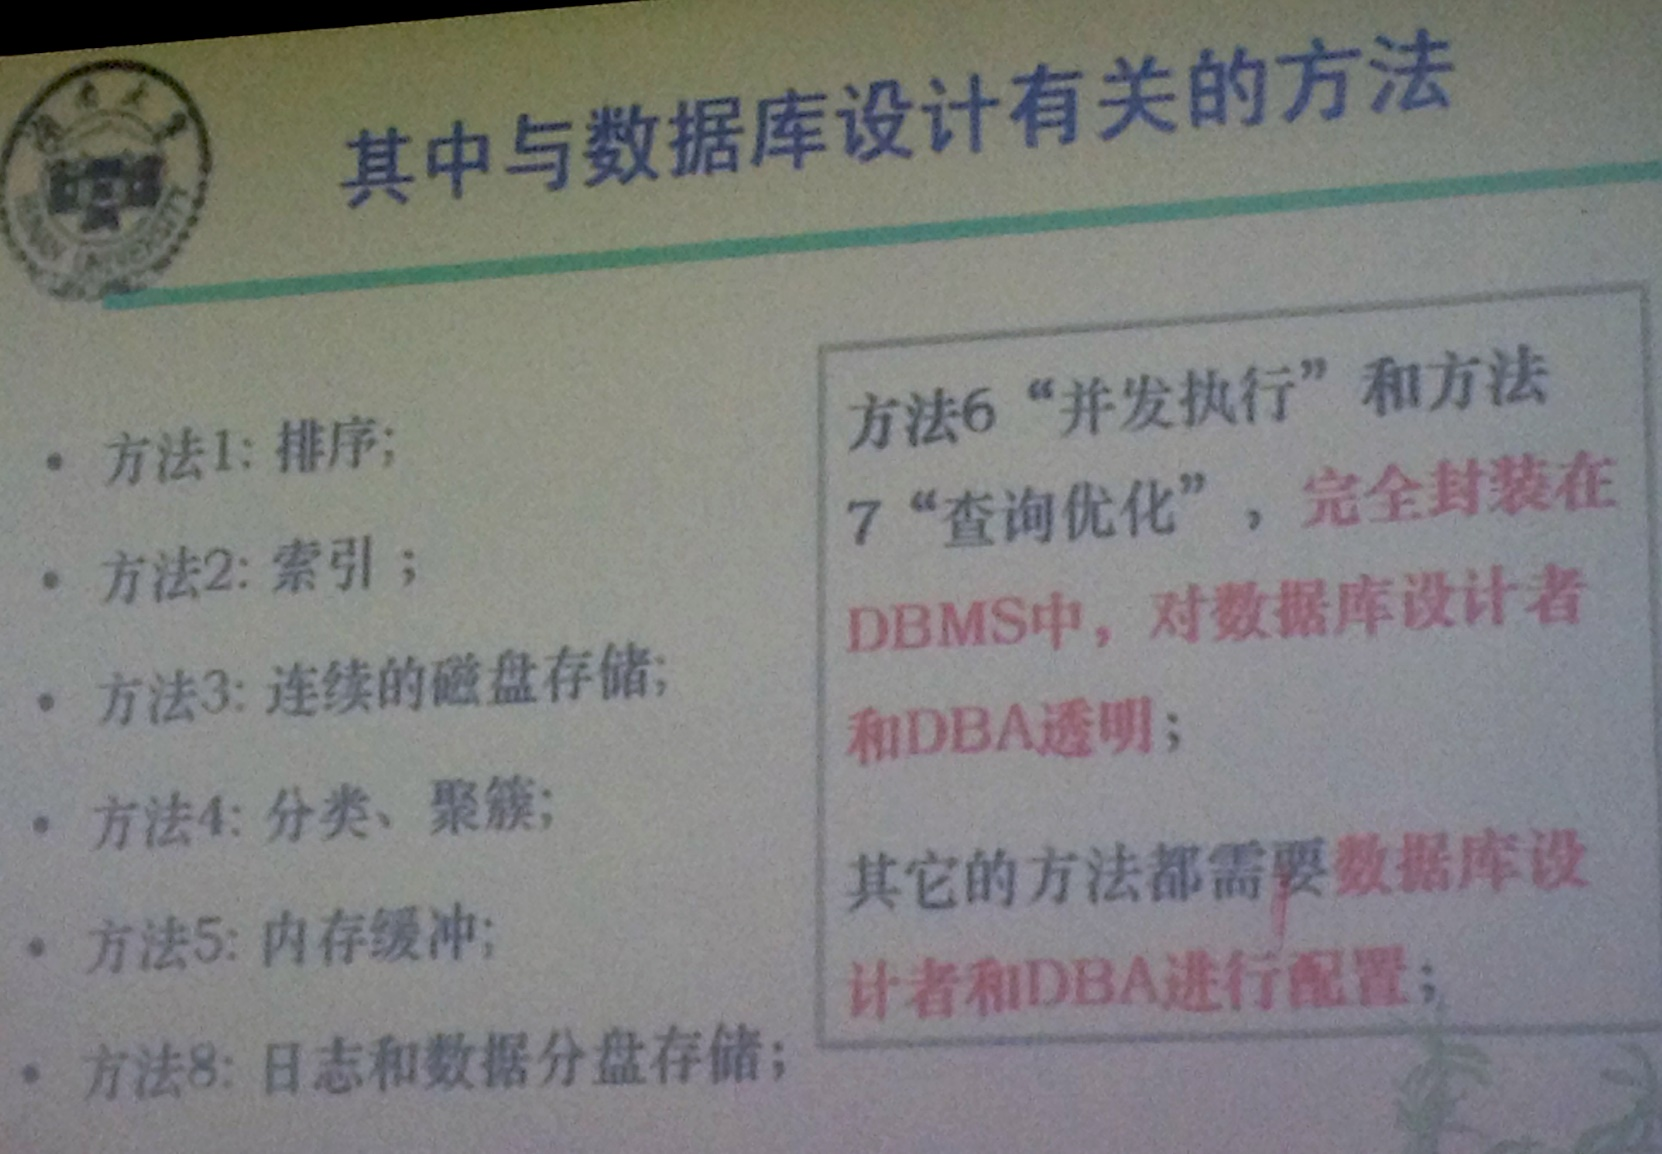 其中与数据库设计有关的方法
HUNAN UNIVERSITY
• 方法1: 排序;
• 方法2: 索引；
• 方法3: 连续的磁盘存储;
• 方法4: 分类、聚簇;
• 方法5: 内存缓冲;
• 方法8: 日志和数据分盘存储；
方法6“并发执行”和方法
7“查询优化”，完全封装在
DBMS中，对数据库设计者
和DBA透明；
其它的方法都需要数据库设
计者和DBA进行配置；